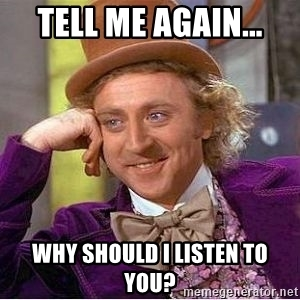 TELL ME AGAIN...
WHY SHOULD I LISTEN TO
YOU?
memegenerator.net